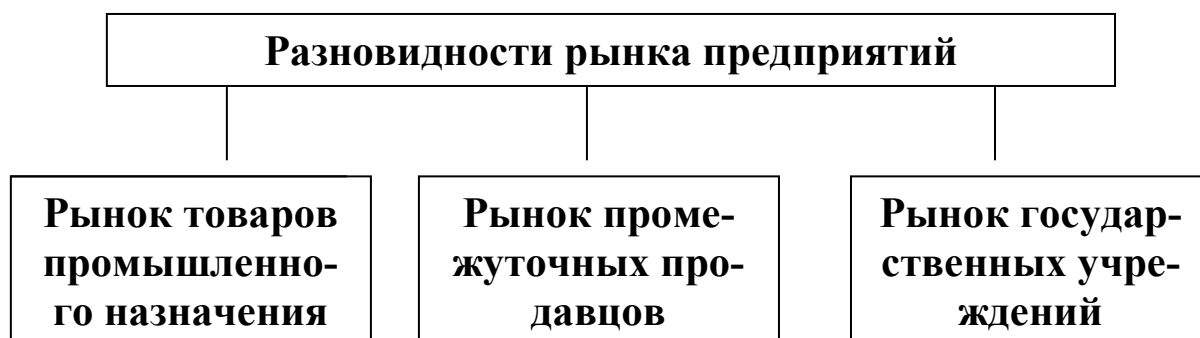 Разновидности рынка предприятий
Рынок товаров
промышленно-
го назначения
Рынок проме-
жуточных про-
давцов
Рынок государ-
ственных учре-
ждений